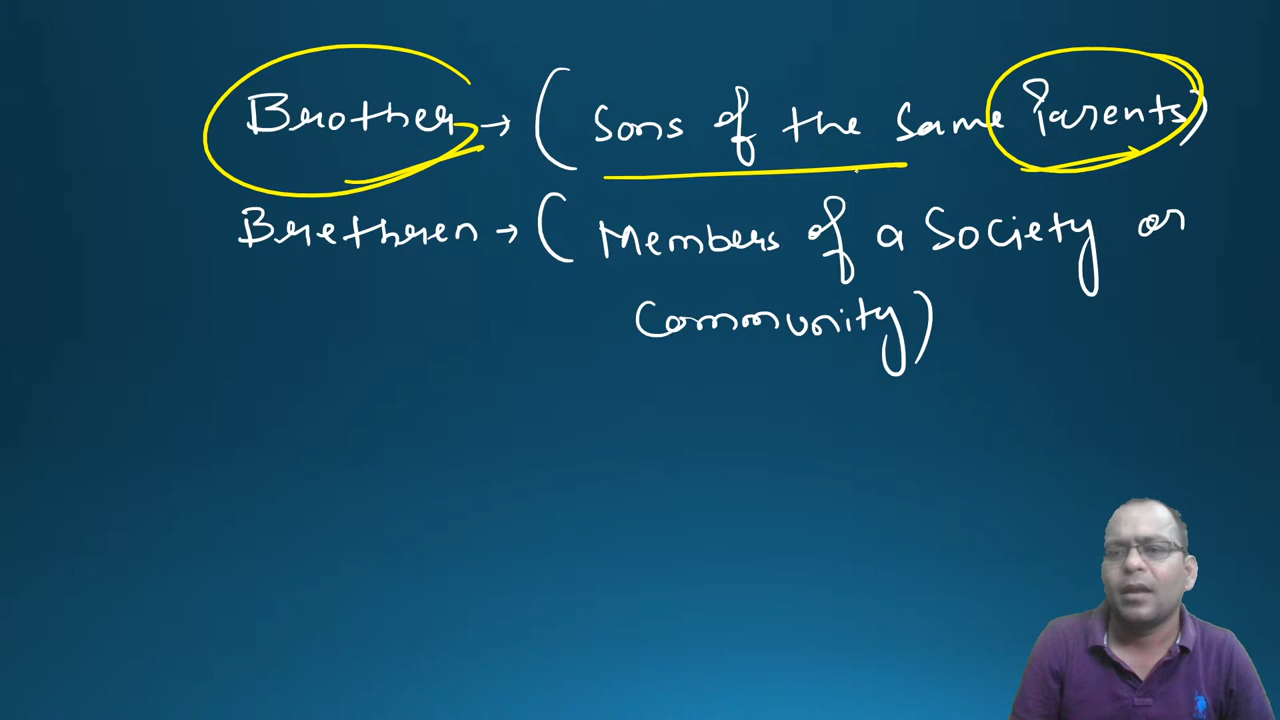 Brother → (Sons of the Same Parents)
Brethren → (Members of a Society or
Community)